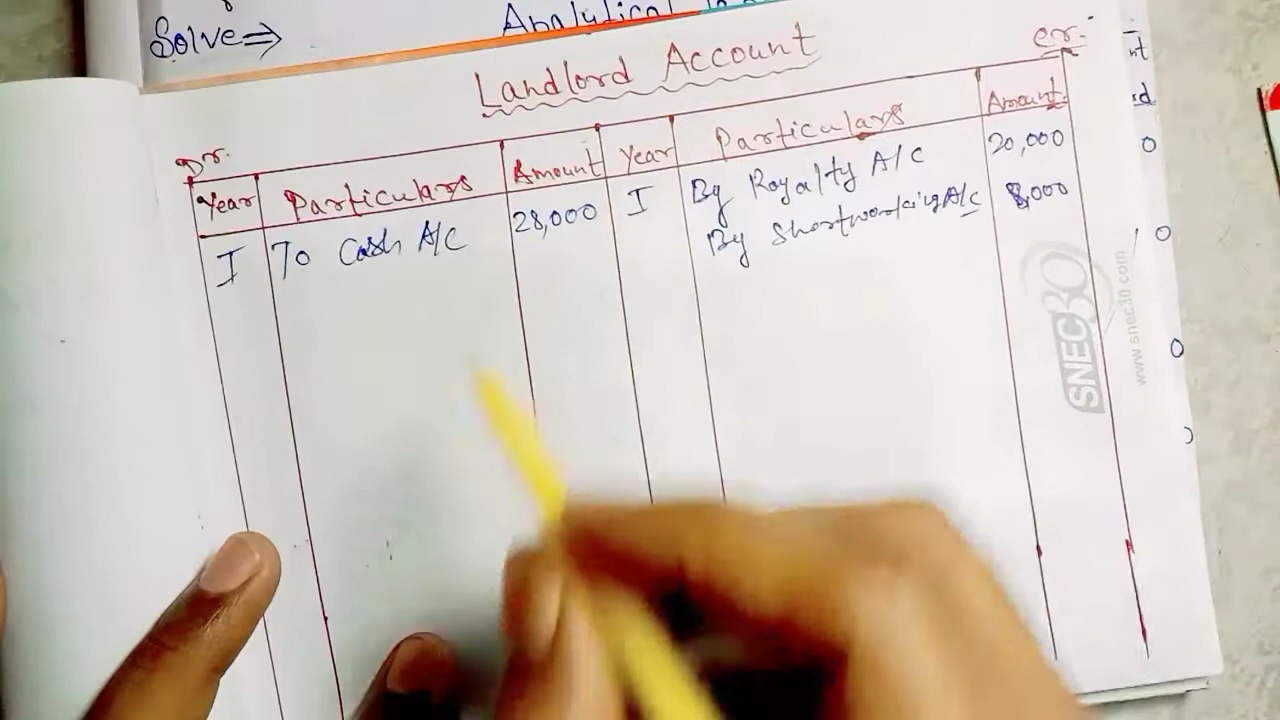 Solve⇒
Analytical
Landlord Account
Dr.
Cr.
Year Particulars Amount Year Particulars Amount
I To Cash A/C 28,000 I By Royalty A/C 20,000
By Shortworking A/C 8,000
SNEC30
www.snec30.com